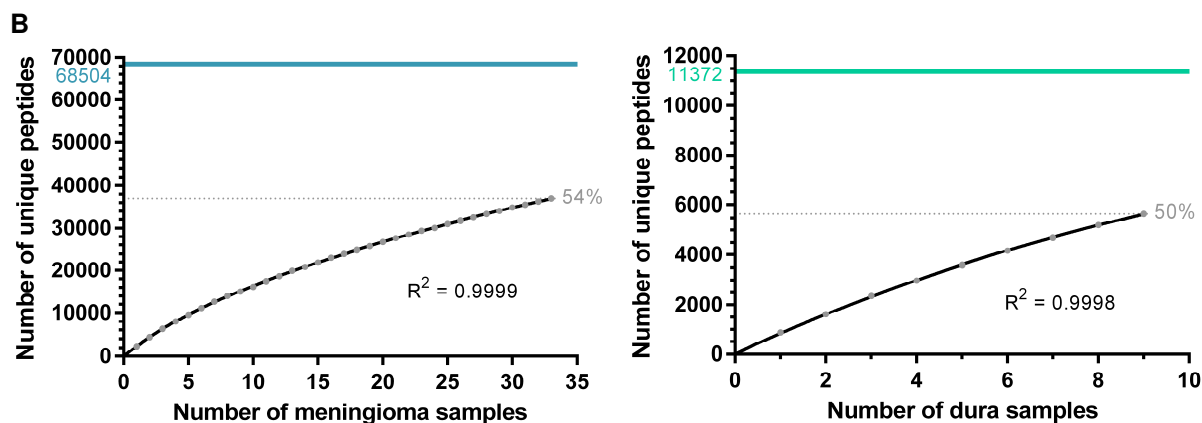 B
Number of unique peptides
70000
68504
60000
50000
40000
30000
20000
10000
0
54%
R² = 0.9999
0 5 10 15 20 25 30 35
Number of meningioma samples
Number of unique peptides
12000
11372
10000
8000
6000
4000
2000
0
50%
R² = 0.9998
0 2 4 6 8 10
Number of dura samples